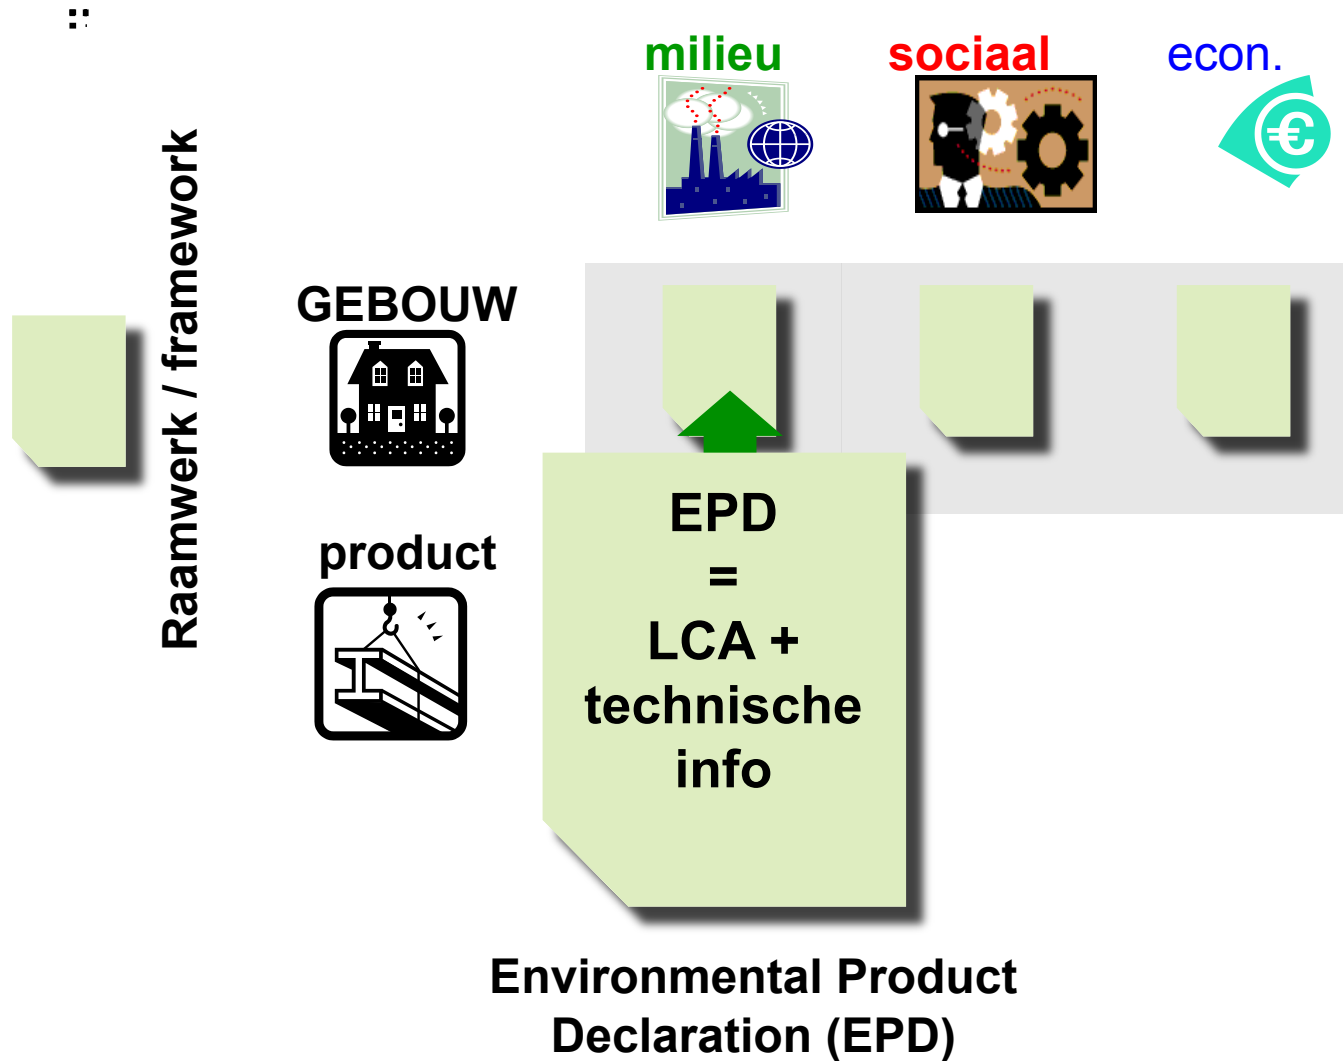 milieu
sociaal
econ.
Raamwerk / framework
GEBOUW
product
EPD
=
LCA +
technische
info
Environmental Product
Declaration (EPD)